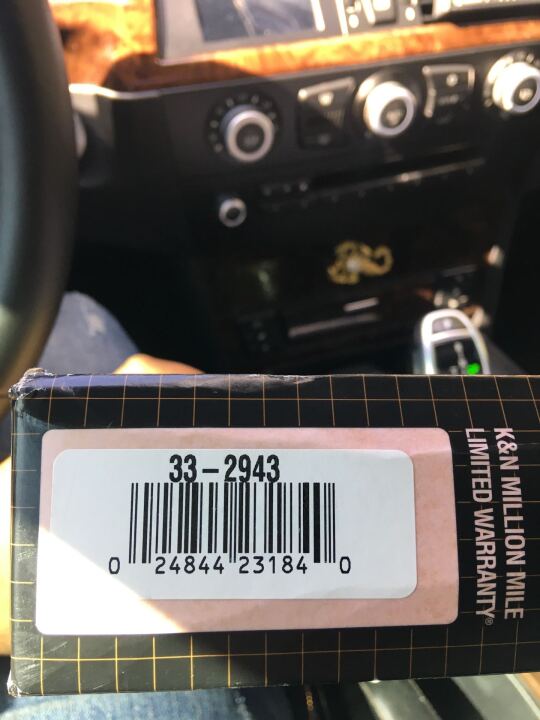 33-2943
0 24844 23184 0
K&N MILLION MILE
LIMITED WARRANTY®